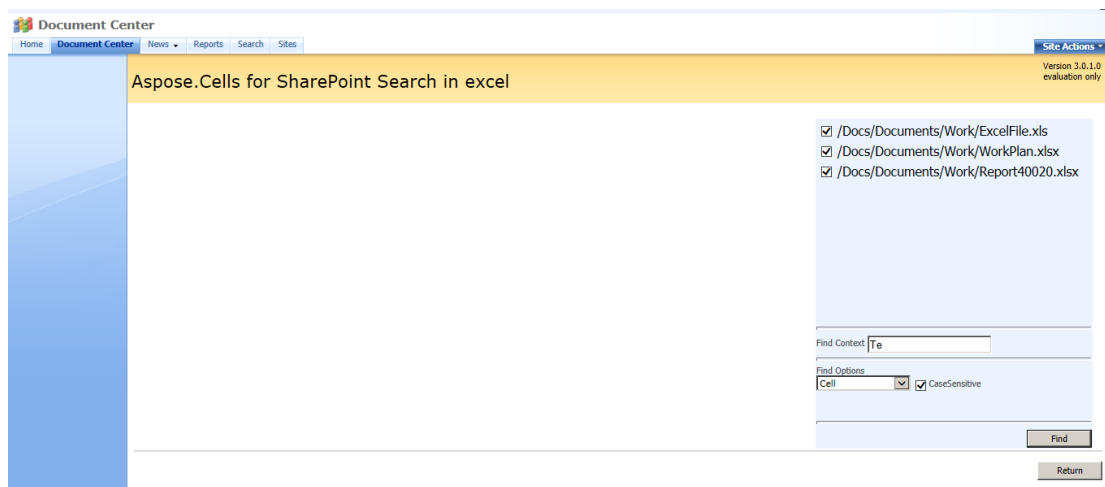 Document Center
Home Document Center News Reports Search Sites
Site Actions
Version 3.0.1.0
evaluation only
Aspose.Cells for SharePoint Search in excel
/Docs/Documents/Work/ExcelFile.xls
/Docs/Documents/Work/WorkPlan.xlsx
/Docs/Documents/Work/Report40020.xlsx
Find Context Te
Find Options
Cell CaseSensitive
Find
Return